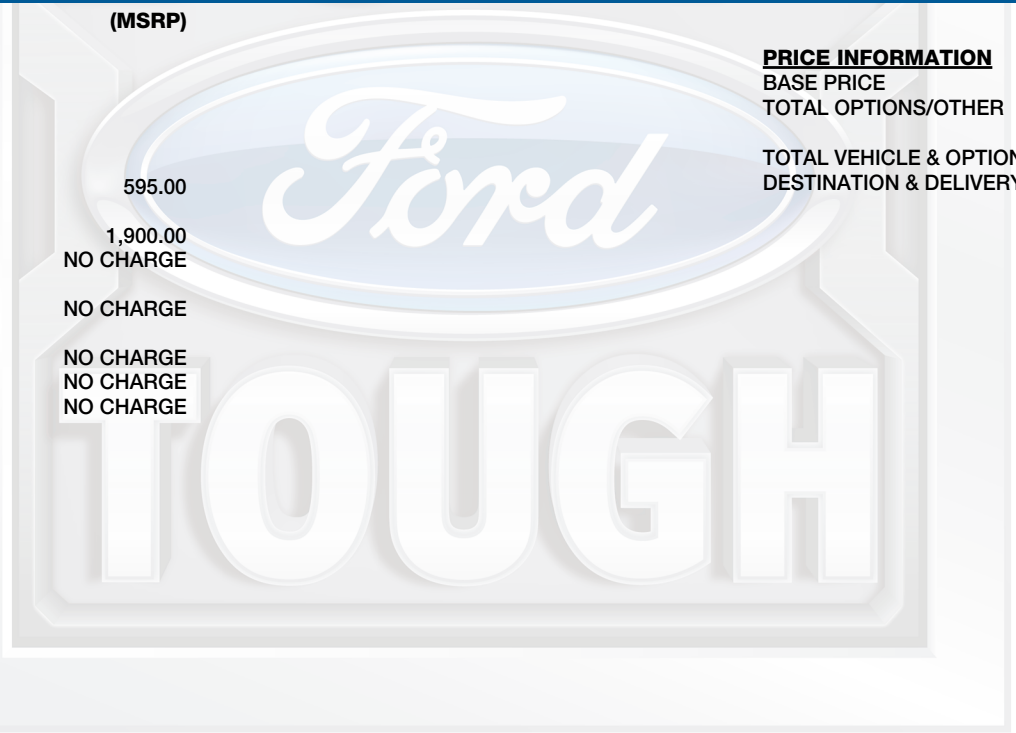 (MSRP)
595.00
1,900.00
NO CHARGE
NO CHARGE
NO CHARGE
NO CHARGE
NO CHARGE
PRICE INFORMATION
BASE PRICE
TOTAL OPTIONS/OTHER
TOTAL VEHICLE & OPTION
DESTINATION & DELIVERY
Ford
TOUGH